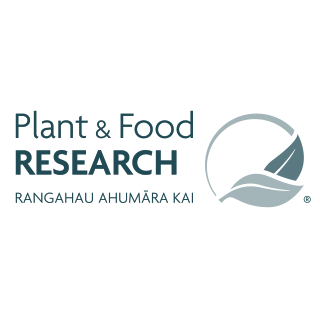 Plant & Food
RESEARCH
RANGAHAU AHUMĀRA KAI
®